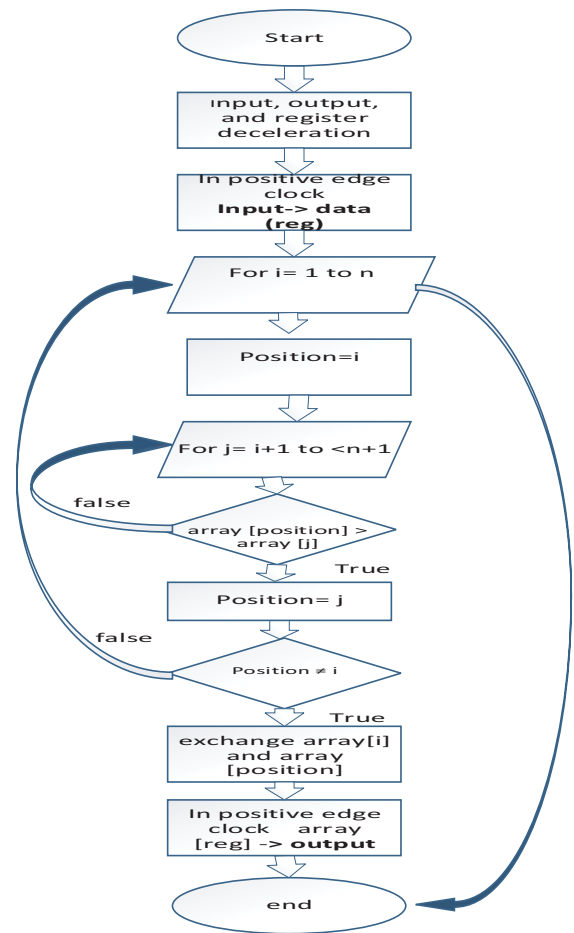 Start
Input, output,
and register
deceleration
In positive edge
clock
Input-> data
(reg)
For i= 1 to n
Position=i
For j= i+1 to <n+1
false
array [position] >
array [j]
True
Position= j
false
Position ≠ i
True
exchange array[i]
and array
[position]
In positive edge
clock array
[reg] -> output
end